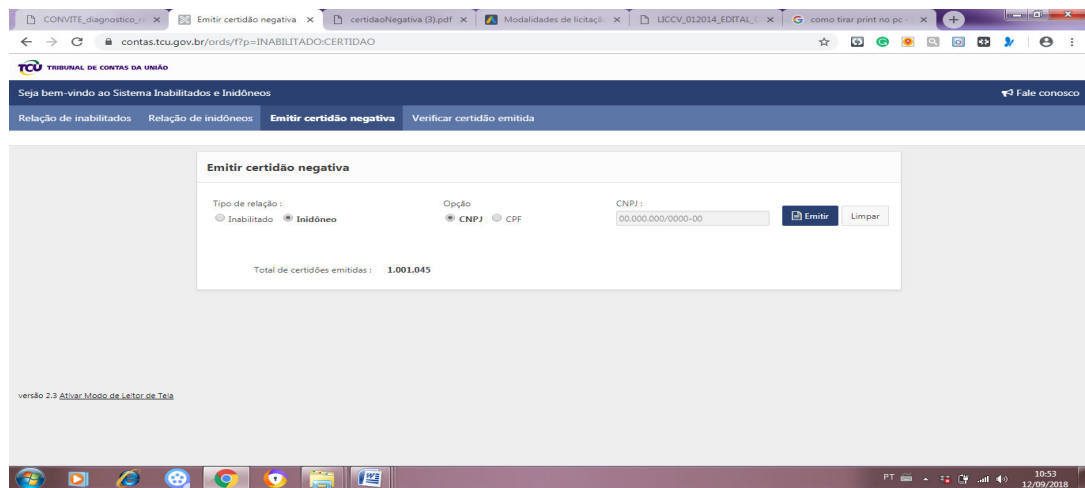 CONVITE_diagnostico_r
Emitir certidão negativa
certidaoNegativa (3).pdf
Modalidades de licitaçã
LICCV_012014_EDITAL_C
como tirar print no pc -
contas.tcu.gov.br/ords/f?p=INABILITADO:CERTIDAO
TCU TRIBUNAL DE CONTAS DA UNIÃO
Seja bem-vindo ao Sistema Inabilitados e Inidôneos Fale conosco
Relação de inabilitados Relação de inidôneos Emitir certidão negativa Verificar certidão emitida
Emitir certidão negativa
Tipo de relação : Opção CNPJ :
Inabilitado Inidôneo CNPJ CPF 00.000.000/0000-00 Emitir Limpar
Total de certidões emitidas : 1.001.045
versão 2.3 Ativar Modo de Leitor de Tela
PT 10:53
12/09/2018